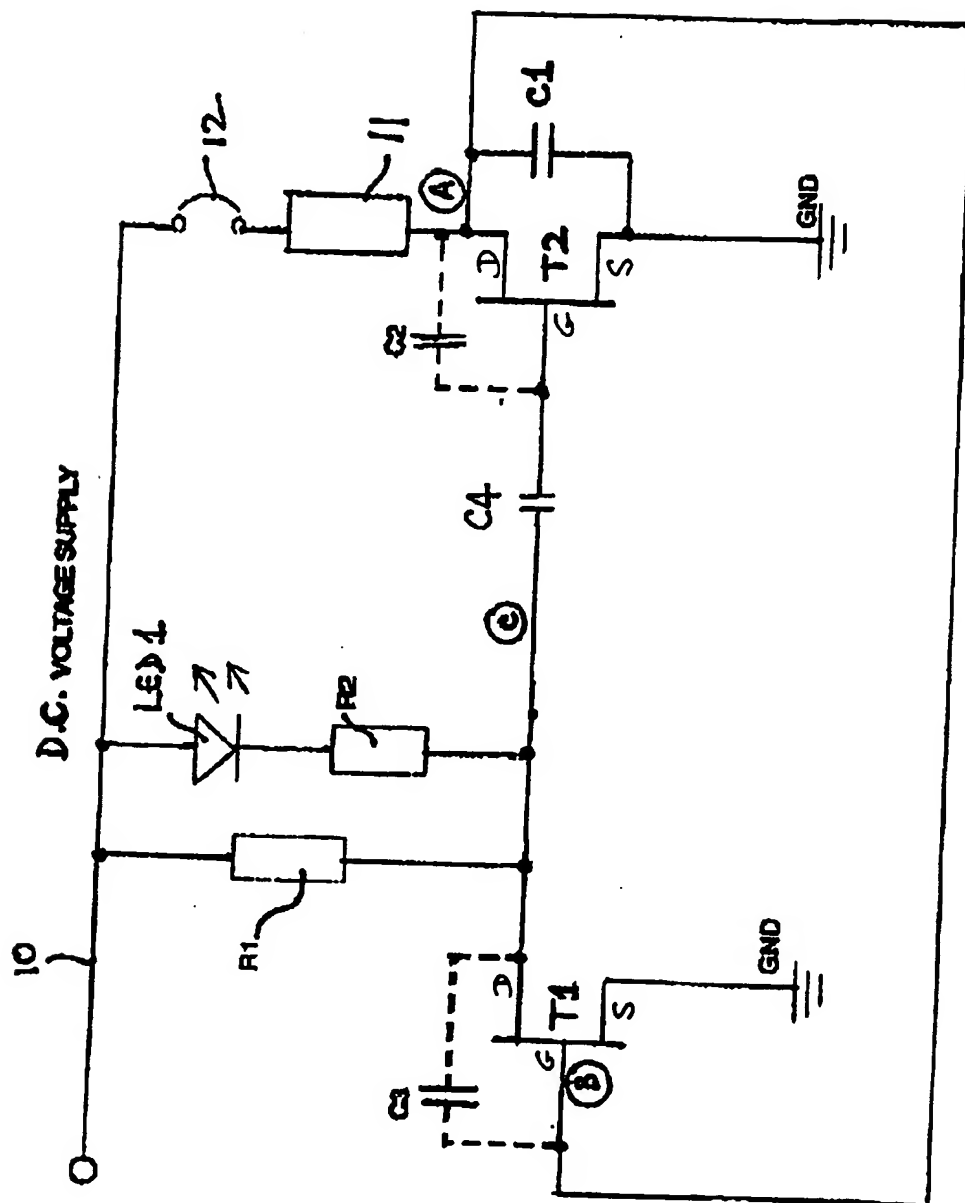 D.C. VOLTAGE SUPPLY
10
12
11
LED 1
R1
R2
A
C1
C2
C3
D
G
S
T2
GND
C4
C
D
G
S
T1
B
GND